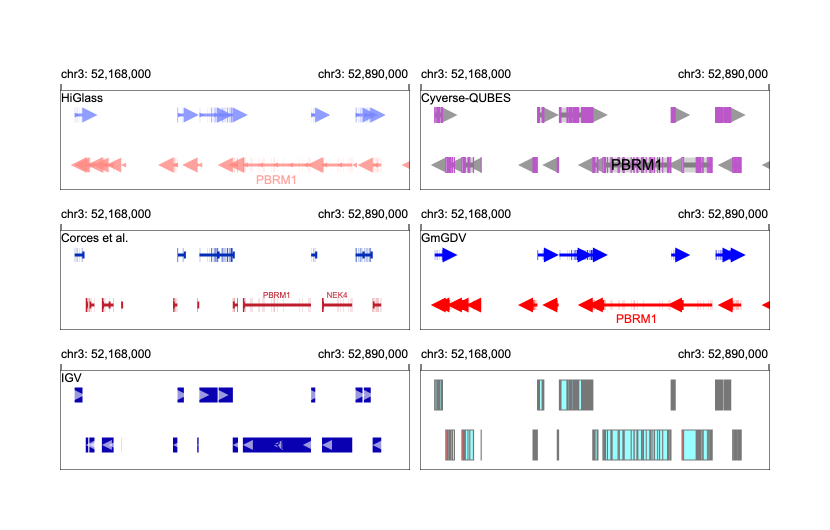 chr3: 52,168,000 chr3: 52,890,000 chr3: 52,168,000 chr3: 52,890,000
HiGlass Cyverse-QUBES
PBRM1
PBRM1
chr3: 52,168,000 chr3: 52,890,000 chr3: 52,168,000 chr3: 52,890,000
Corces et al. GmGDV
PBRM1 NEK4
PBRM1
chr3: 52,168,000 chr3: 52,890,000 chr3: 52,168,000 chr3: 52,890,000
IGV